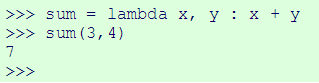 >>> sum = lambda x, y : x + y
>>> sum(3,4)
7
>>>